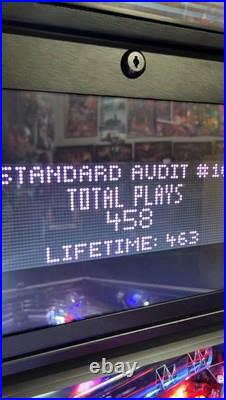 STANDARD AUDIT #1
TOTAL PLAYS
458
LIFETIME: 463
ebay